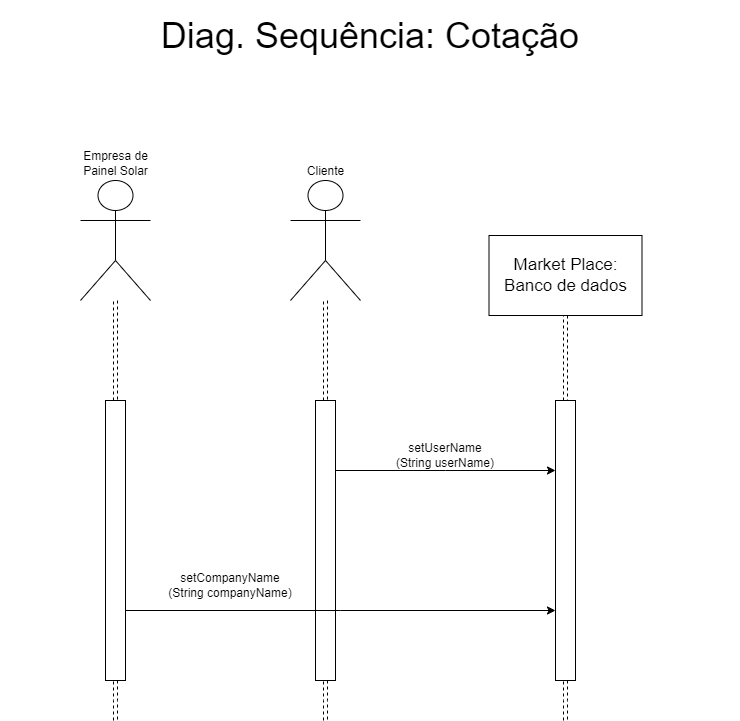 Diag. Sequência: Cotação
Empresa de
Painel Solar
Cliente
Market Place:
Banco de dados
setUserName
(String userName)
setCompanyName
(String companyName)